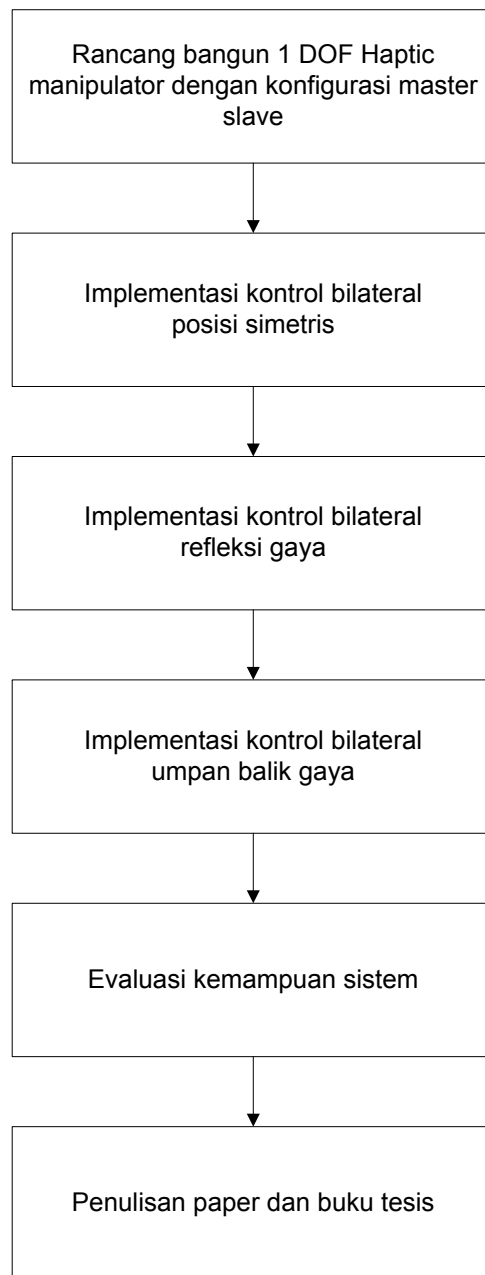 Rancang bangun 1 DOF Haptic
manipulator dengan konfigurasi master
slave
Implementasi kontrol bilateral
posisi simetris
Implementasi kontrol bilateral
refleksi gaya
Implementasi kontrol bilateral
umpan balik gaya
Evaluasi kemampuan sistem
Penulisan paper dan buku tesis